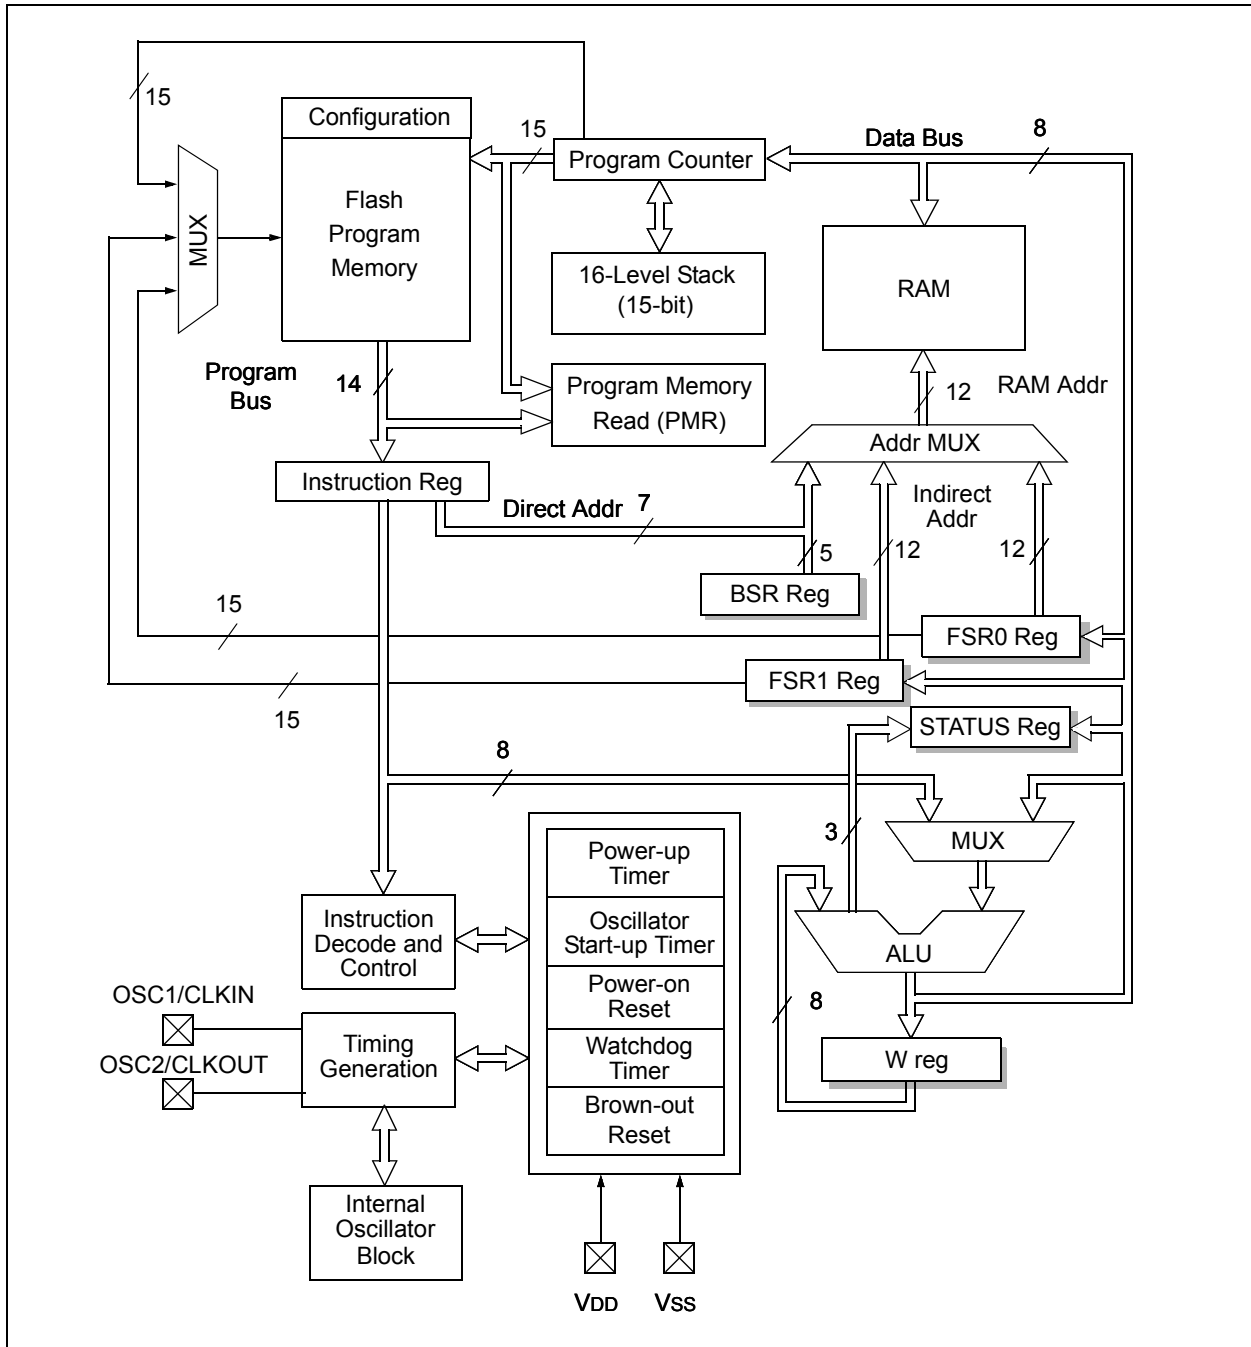 15
Configuration
15
Program Counter
Data Bus
8
Flash
Program
Memory
MUX
16-Level Stack
(15-bit)
RAM
Program
Bus
14
Program Memory
Read (PMR)
12
RAM Addr
Addr MUX
Instruction Reg
Direct Addr
7
Indirect
Addr
5
12
12
BSR Reg
15
FSR0 Reg
15
FSR1 Reg
STATUS Reg
8
3
MUX
Power-up
Timer
Instruction
Decode and
Control
Oscillator
Start-up Timer
ALU
OSC1/CLKIN
Power-on
Reset
8
OSC2/CLKOUT
Timing
Generation
Watchdog
Timer
W reg
Brown-out
Reset
Internal
Oscillator
Block
VDD
VSS